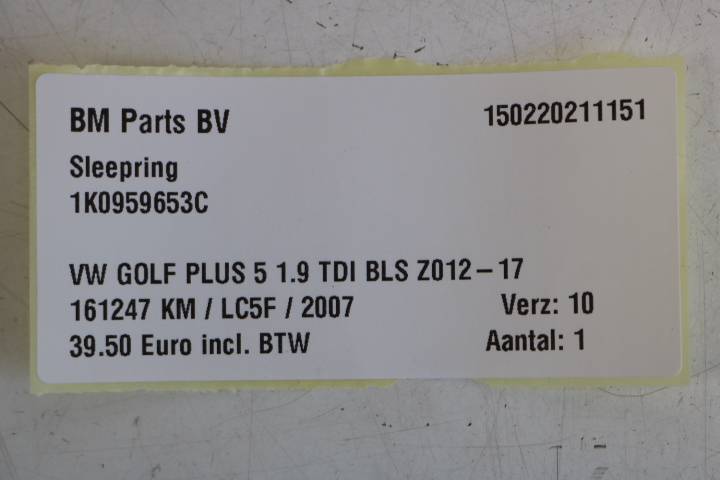 BM Parts BV 150220211151
Sleepring
1K0959653C
VW GOLF PLUS 5 1.9 TDI BLS Z012-17
161247 KM / LC5F / 2007 Verz: 10
39.50 Euro incl. BTW Aantal: 1